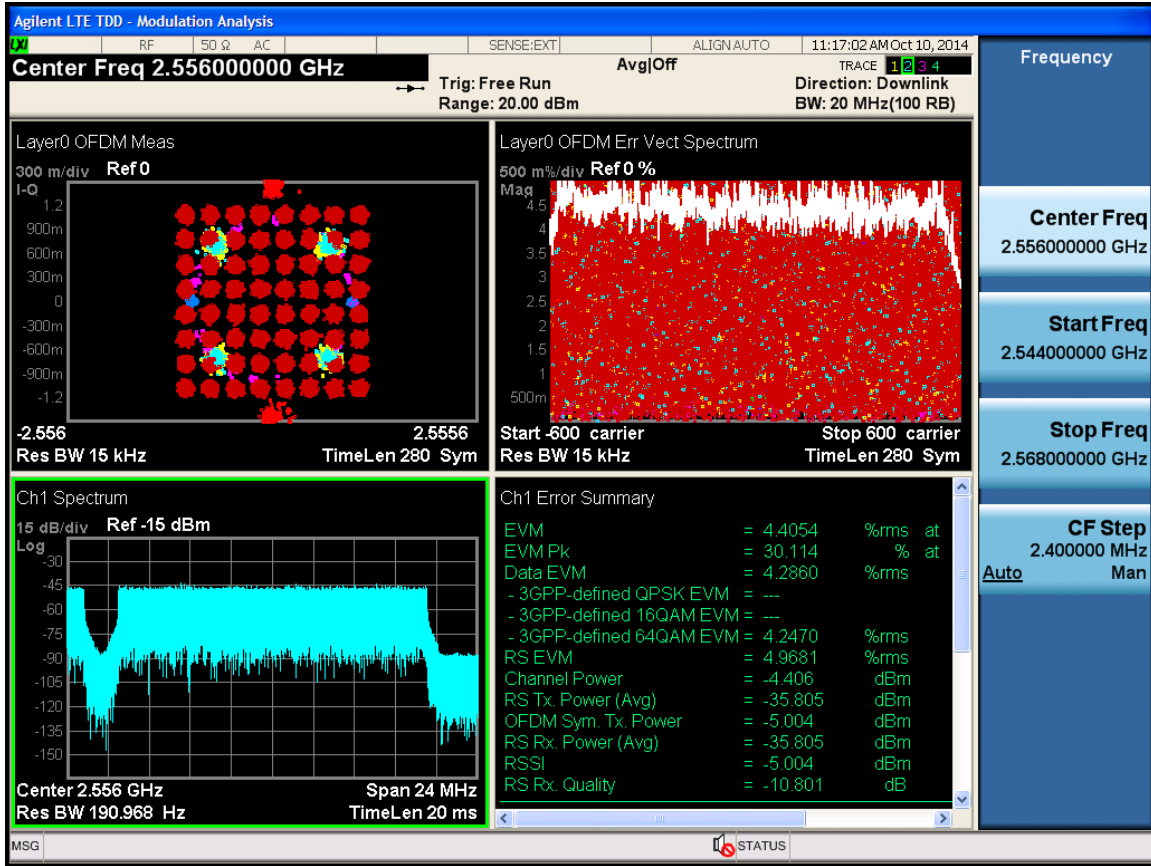 Agilent LTE TDD - Modulation Analysis
LXI RF 50 Ω AC SENSE:EXT ALIGN AUTO 11:17:02 AM Oct 10, 2014
Center Freq 2.556000000 GHz
Avg|Off
TRACE 1 2 3 4
Trig: Free Run
Direction: Downlink
Range: 20.00 dBm
BW: 20 MHz(100 RB)
Layer0 OFDM Meas
300 m/div Ref 0
I-Q
1.2
900m
600m
300m
0
-300m
-600m
-900m
-1.2
-2.556 2.5556
Res BW 15 kHz TimeLen 280 Sym
Layer0 OFDM Err Vect Spectrum
500 m%/div Ref 0 %
Mag
4.5
4
3.5
3
2.5
2
1.5
1
500m
Start -600 carrier Stop 600 carrier
Res BW 15 kHz TimeLen 280 Sym
Ch1 Spectrum
15 dB/div Ref -15 dBm
Log
-30
-45
-60
-75
-90
-105
-120
-135
-150
Center 2.556 GHz Span 24 MHz
Res BW 190.968 Hz TimeLen 20 ms
Ch1 Error Summary
EVM = 4.4054 %rms at
EVM Pk = 30.114 % at
Data EVM = 4.2860 %rms
- 3GPP-defined QPSK EVM = ---
- 3GPP-defined 16QAM EVM = ---
- 3GPP-defined 64QAM EVM = 4.2470 %rms
RS EVM = 4.9681 %rms
Channel Power = -4.406 dBm
RS Tx. Power (Avg) = -35.805 dBm
OFDM Sym. Tx. Power = -5.004 dBm
RS Rx. Power (Avg) = -35.805 dBm
RSSI = -5.004 dBm
RS Rx. Quality = -10.801 dB
Frequency
Center Freq
2.556000000 GHz
Start Freq
2.544000000 GHz
Stop Freq
2.568000000 GHz
CF Step
2.400000 MHz
Auto Man
MSG STATUS